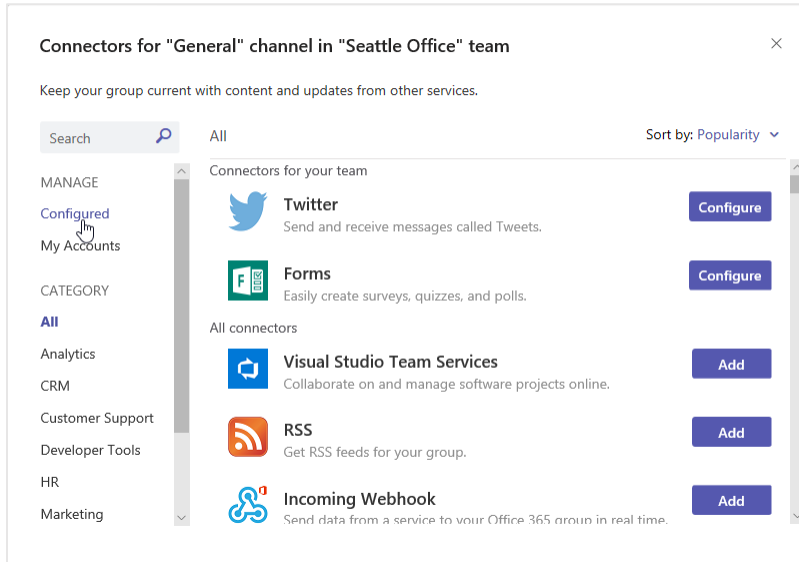 Connectors for "General" channel in "Seattle Office" team
Keep your group current with content and updates from other services.
Search
All
Sort by: Popularity
MANAGE
Configured
My Accounts
CATEGORY
All
Analytics
CRM
Customer Support
Developer Tools
HR
Marketing
Connectors for your team
Twitter
Send and receive messages called Tweets.
Configure
Forms
Easily create surveys, quizzes, and polls.
Configure
All connectors
Visual Studio Team Services
Collaborate on and manage software projects online.
Add
RSS
Get RSS feeds for your group.
Add
Incoming Webhook
Send data from a service to your Office 365 group in real time.
Add